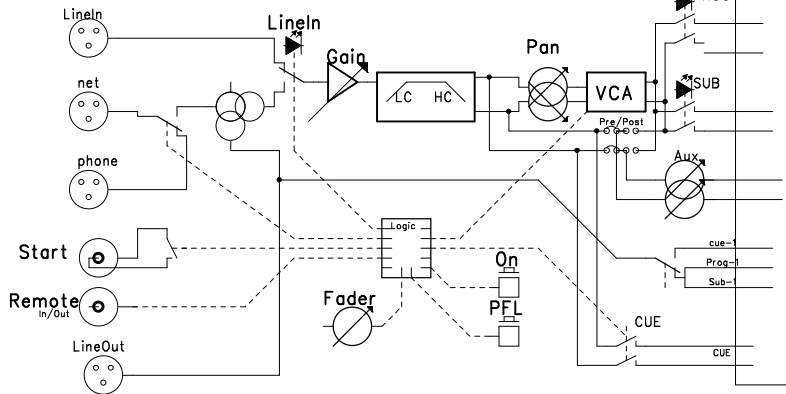 LineIn
LineIn
Pan
SUB
net
Gain
LC
HC
VCA
Pre/Post
phone
Aux
Start
Logic
cue-1
On
Prog-1
Sub-1
Remote
In/Out
Fader
PFL
CUE
LineOut
CUE